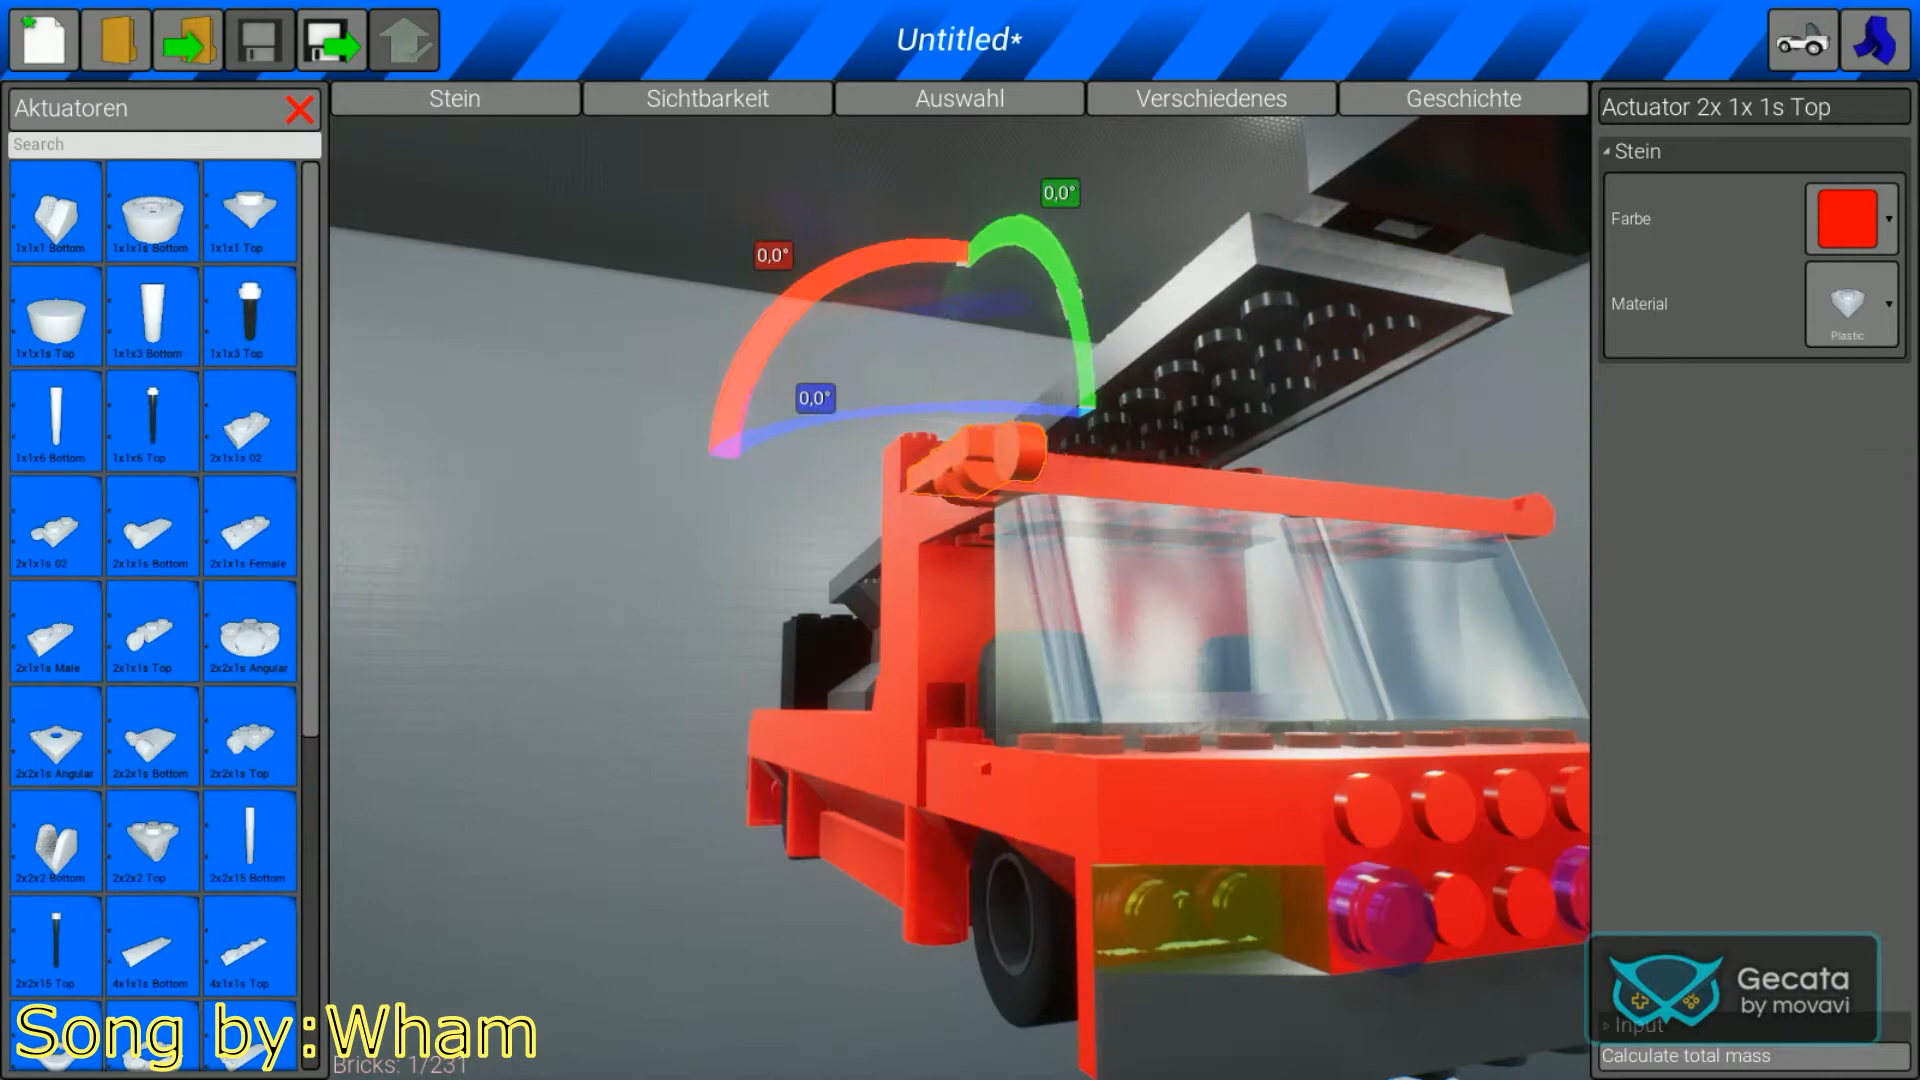 Untitled*
Aktuatoren
Search
Stein
Sichtbarkeit
Auswahl
Verschiedenes
Geschichte
Actuator 2x 1x 1s Top
Stein
Farbe
Material
Plastic
0,0°
0,0°
0,0°
1x1x1 Bottom
1x1x1s Bottom
1x1x1 Top
1x1x1s Top
1x1x3 Bottom
1x1x3 Top
1x1x6 Bottom
1x1x6 Top
2x1x1s 02
2x1x1s 02
2x1x1s Bottom
2x1x1s Female
2x1x1s Male
2x1x1s Top
2x2x1s Angular
2x2x1s Angular
2x2x1s Bottom
2x2x1s Top
2x2x2 Bottom
2x2x2 Top
2x2x15 Bottom
2x2x15 Top
4x1x1s Bottom
4x1x1s Top
Song by:Wham
Bricks: 1/231
Gecata
by movavi
Input
Calculate total mass